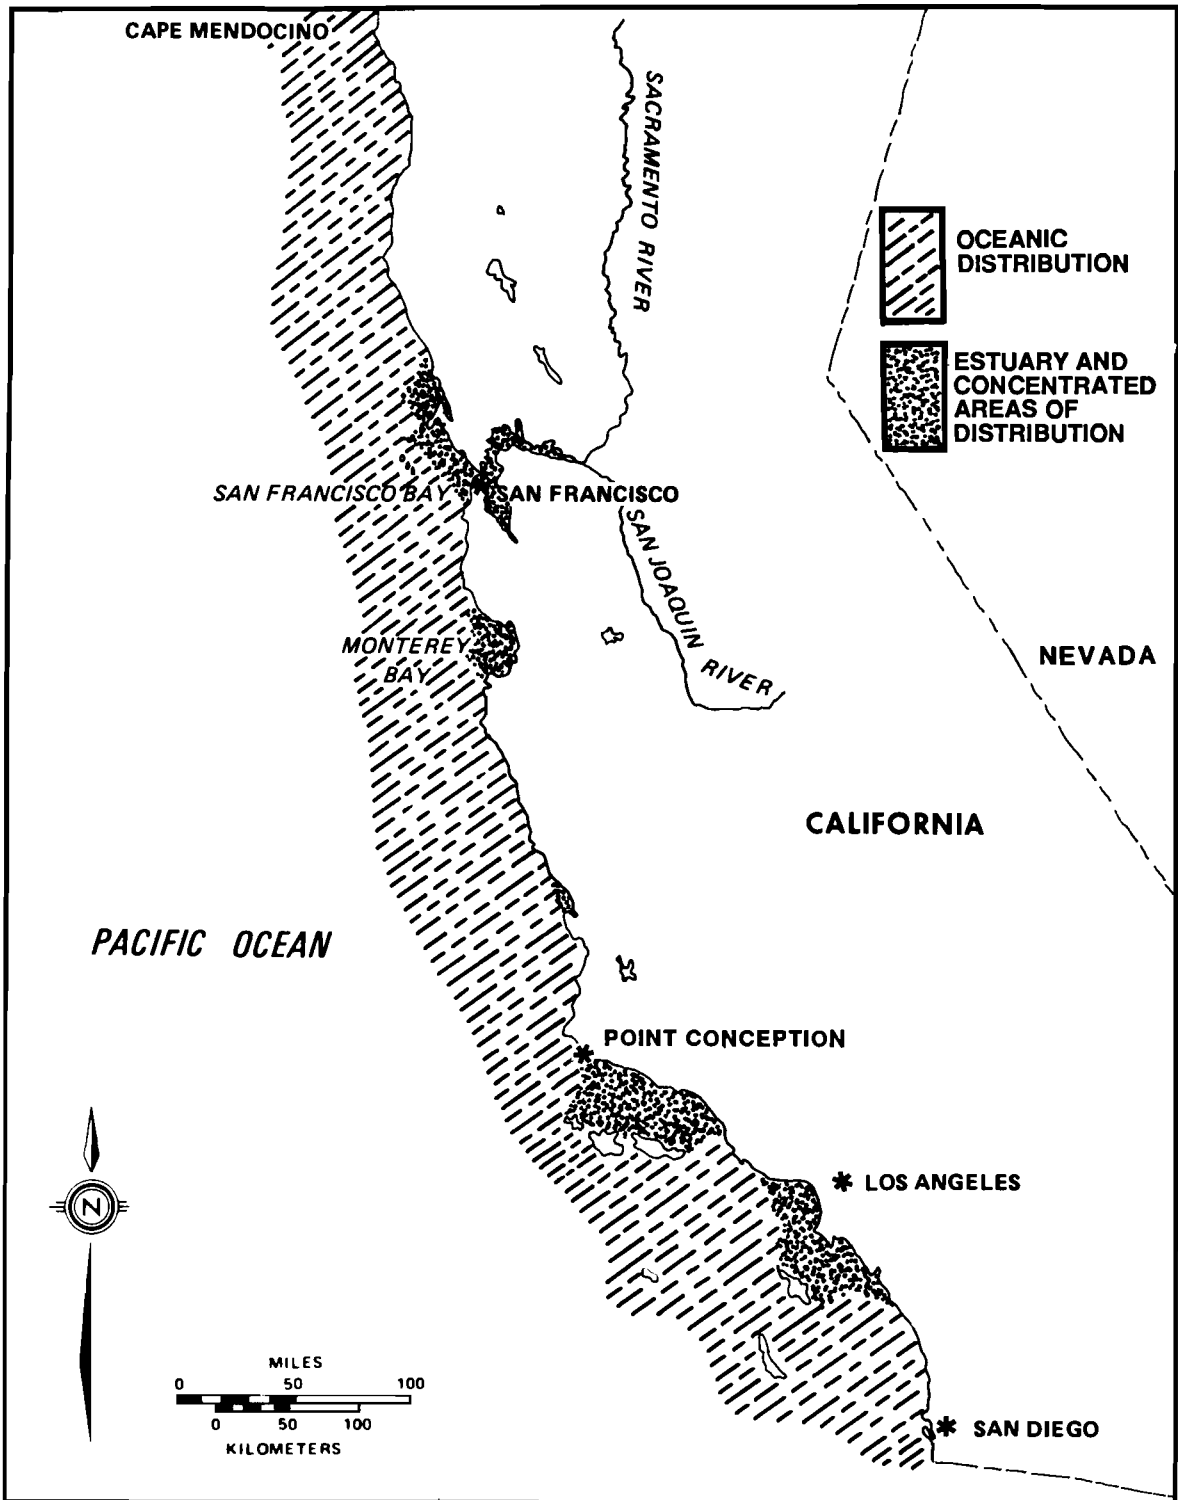 CAPE MENDOCINO
SACRAMENTO RIVER
OCEANIC
DISTRIBUTION
ESTUARY AND
CONCENTRATED
AREAS OF
DISTRIBUTION
SAN FRANCISCO BAY
SAN FRANCISCO
SAN JOAQUIN RIVER
MONTEREY
BAY
NEVADA
CALIFORNIA
PACIFIC OCEAN
POINT CONCEPTION
LOS ANGELES
N
MILES
0 50 100
0 50 100
KILOMETERS
SAN DIEGO